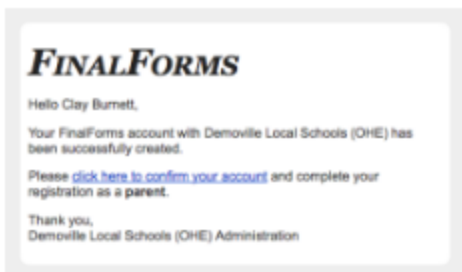 FINALFORMS
Hello Clay Burnett,
Your FinalForms account with Demoville Local Schools (OHE) has
been successfully created.
Please click here to confirm your account and complete your
registration as a parent.
Thank you,
Demoville Local Schools (OHE) Administration